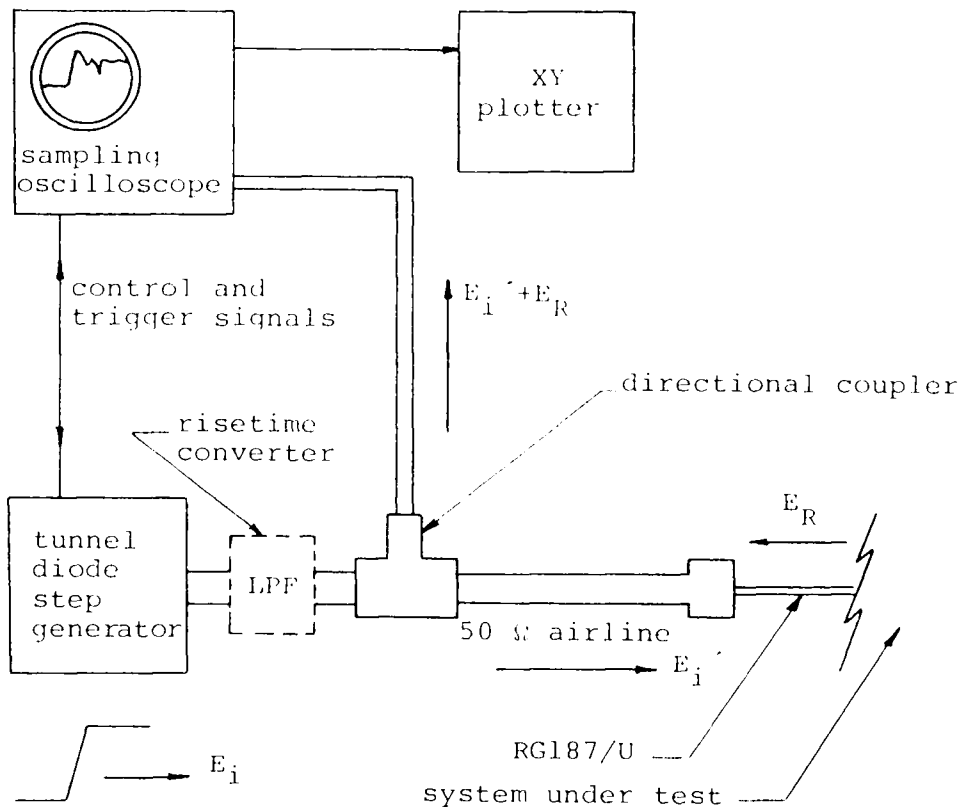 XY
plotter
sampling
oscilloscope
control and
trigger signals
E_i´+E_R
directional coupler
risetime
converter
E_R
tunnel
diode
step
generator
LPF
50 Ω airline
E_i´
RG187/U
E_i
system under test